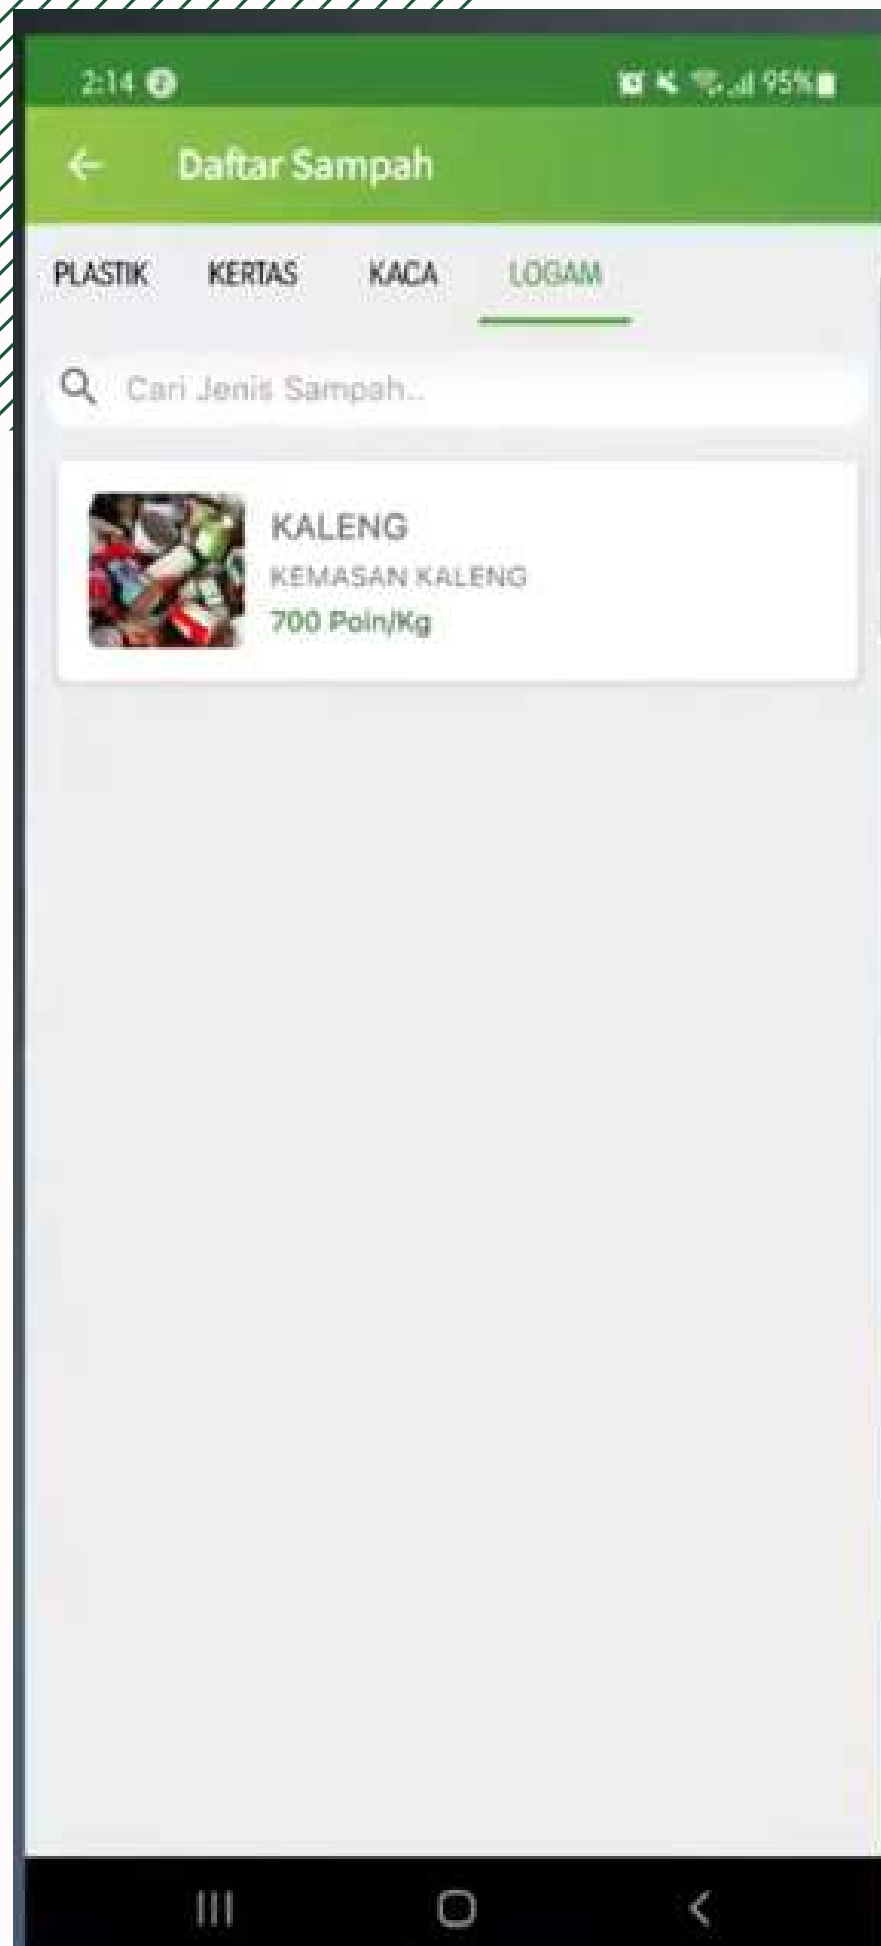 2:14
95%
Daftar Sampah
PLASTIK KERTAS KACA LOGAM
Cari Jenis Sampah...
KALENG
KEMASAN KALENG
700 Poin/Kg